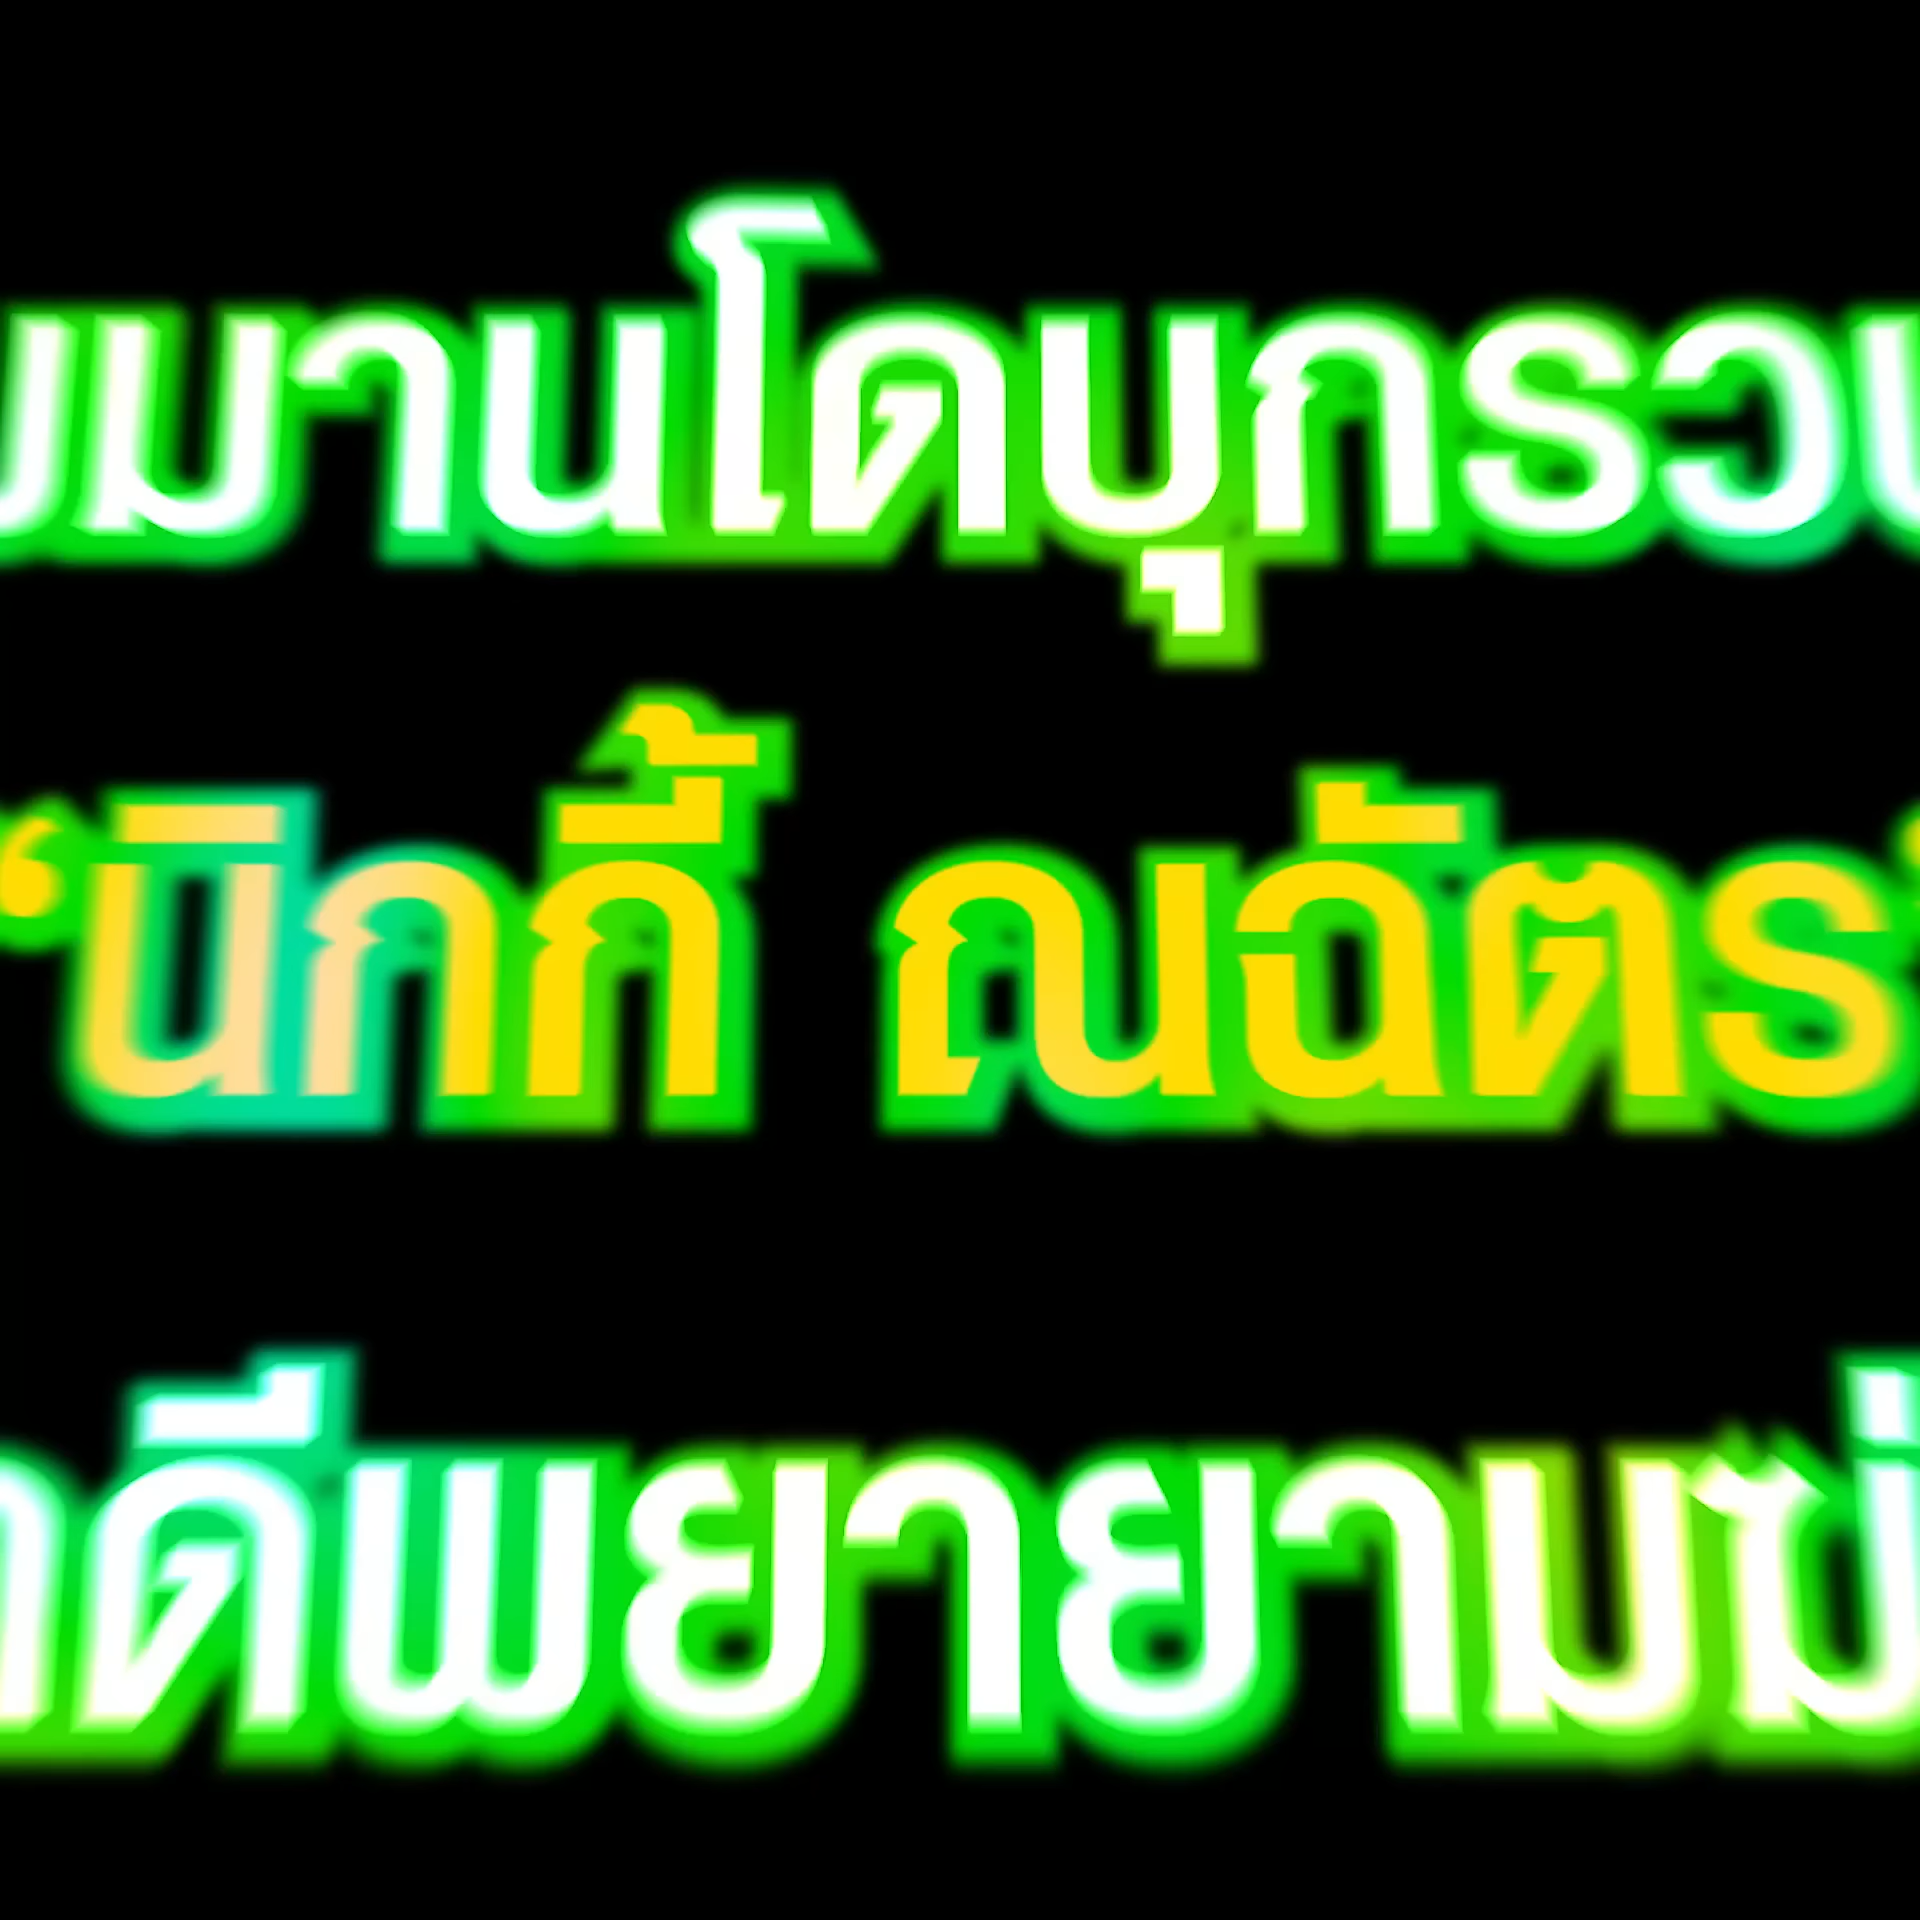 มมานโดบุกรวบ
“นิกกี้ ณฉัตร”
ดีพยายามฆ่